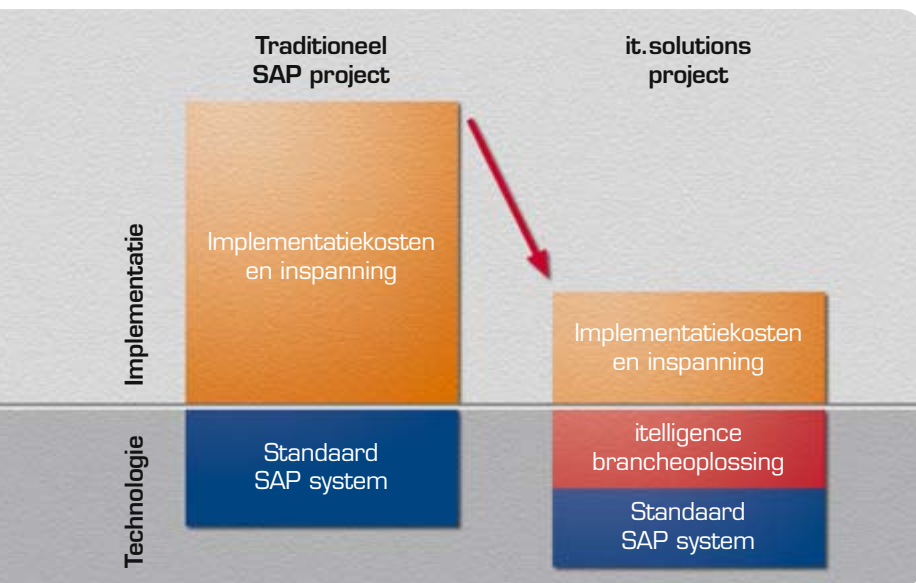 Traditioneel
SAP project
it.solutions
project
Implementatie
Implementatiekosten
en inspanning
Implementatiekosten
en inspanning
Technologie
Standaard
SAP system
itelligence
brancheoplossing
Standaard
SAP system